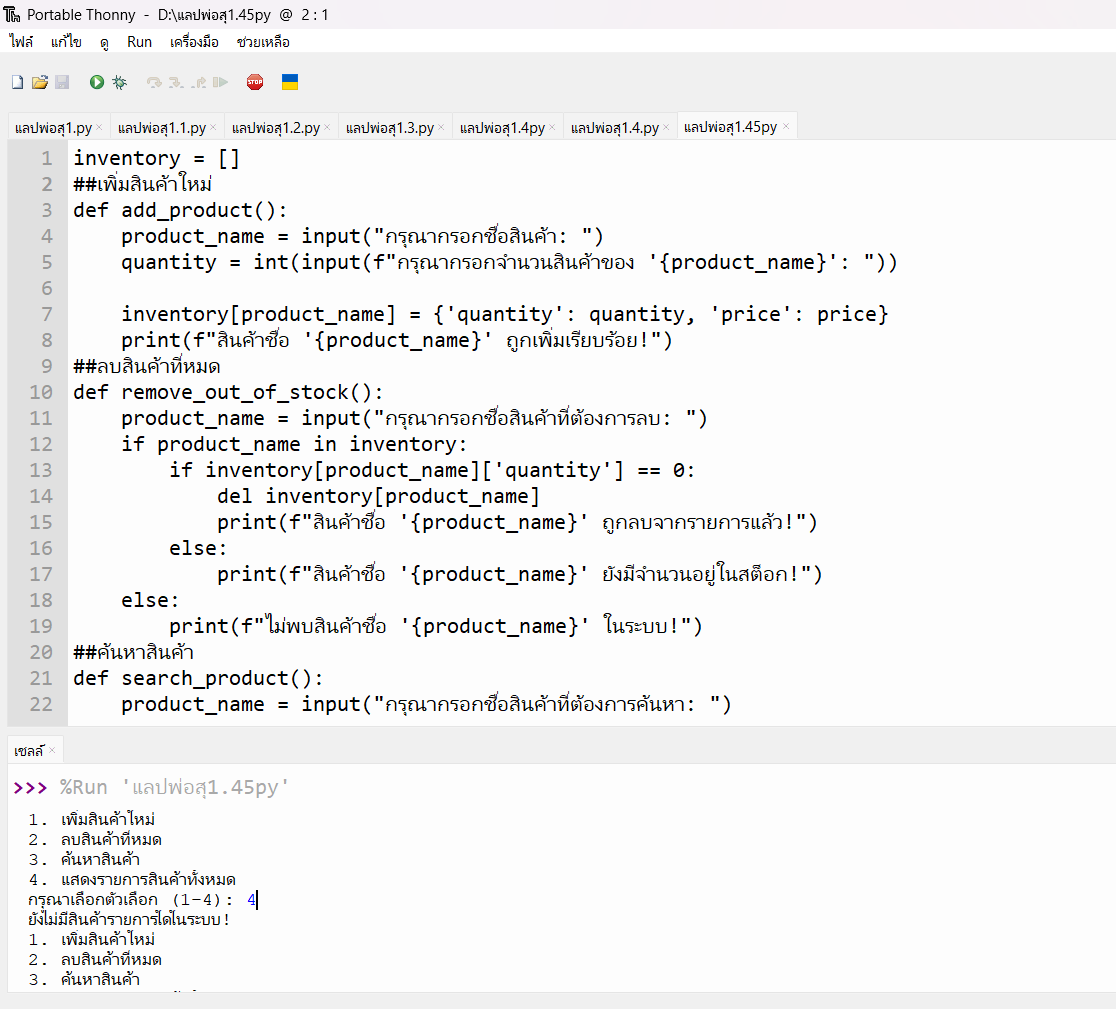 Portable Thonny - D:\แลปพ่อสุ1.45py @ 2 : 1
ไฟล์ แก้ไข ดู Run เครื่องมือ ช่วยเหลือ
STOP
แลปพ่อสุ1.py × แลปพ่อสุ1.1.py × แลปพ่อสุ1.2.py × แลปพ่อสุ1.3.py × แลปพ่อสุ1.4py × แลปพ่อสุ1.4.py × แลปพ่อสุ1.45py ×
1 inventory = []
2 ##เพิ่มสินค้าใหม่
3 def add_product():
4     product_name = input("กรุณากรอกชื่อสินค้า: ")
5     quantity = int(input(f"กรุณากรอกจำนวนสินค้าของ '{product_name}': "))
6
7     inventory[product_name] = {'quantity': quantity, 'price': price}
8     print(f"สินค้าชื่อ '{product_name}' ถูกเพิ่มเรียบร้อย!")
9 ##ลบสินค้าที่หมด
10 def remove_out_of_stock():
11     product_name = input("กรุณากรอกชื่อสินค้าที่ต้องการลบ: ")
12     if product_name in inventory:
13         if inventory[product_name]['quantity'] == 0:
14             del inventory[product_name]
15             print(f"สินค้าชื่อ '{product_name}' ถูกลบจากรายการแล้ว!")
16         else:
17             print(f"สินค้าชื่อ '{product_name}' ยังมีจำนวนอยู่ในสต็อก!")
18     else:
19         print(f"ไม่พบสินค้าชื่อ '{product_name}' ในระบบ!")
20 ##ค้นหาสินค้า
21 def search_product():
22     product_name = input("กรุณากรอกชื่อสินค้าที่ต้องการค้นหา: ")
เชลล์ ×
>>> %Run 'แลปพ่อสุ1.45py'
1. เพิ่มสินค้าใหม่
2. ลบสินค้าที่หมด
3. ค้นหาสินค้า
4. แสดงรายการสินค้าทั้งหมด
กรุณาเลือกตัวเลือก (1-4): 4
ยังไม่มีสินค้ารายการใดในระบบ!
1. เพิ่มสินค้าใหม่
2. ลบสินค้าที่หมด
3. ค้นหาสินค้า